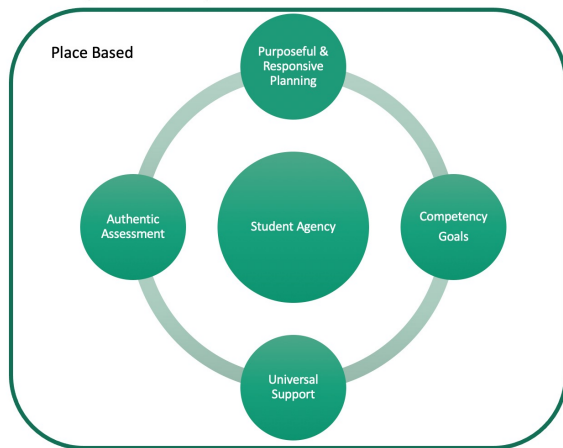 Place Based
Purposeful &
Responsive
Planning
Authentic
Assessment
Student Agency
Competency
Goals
Universal
Support